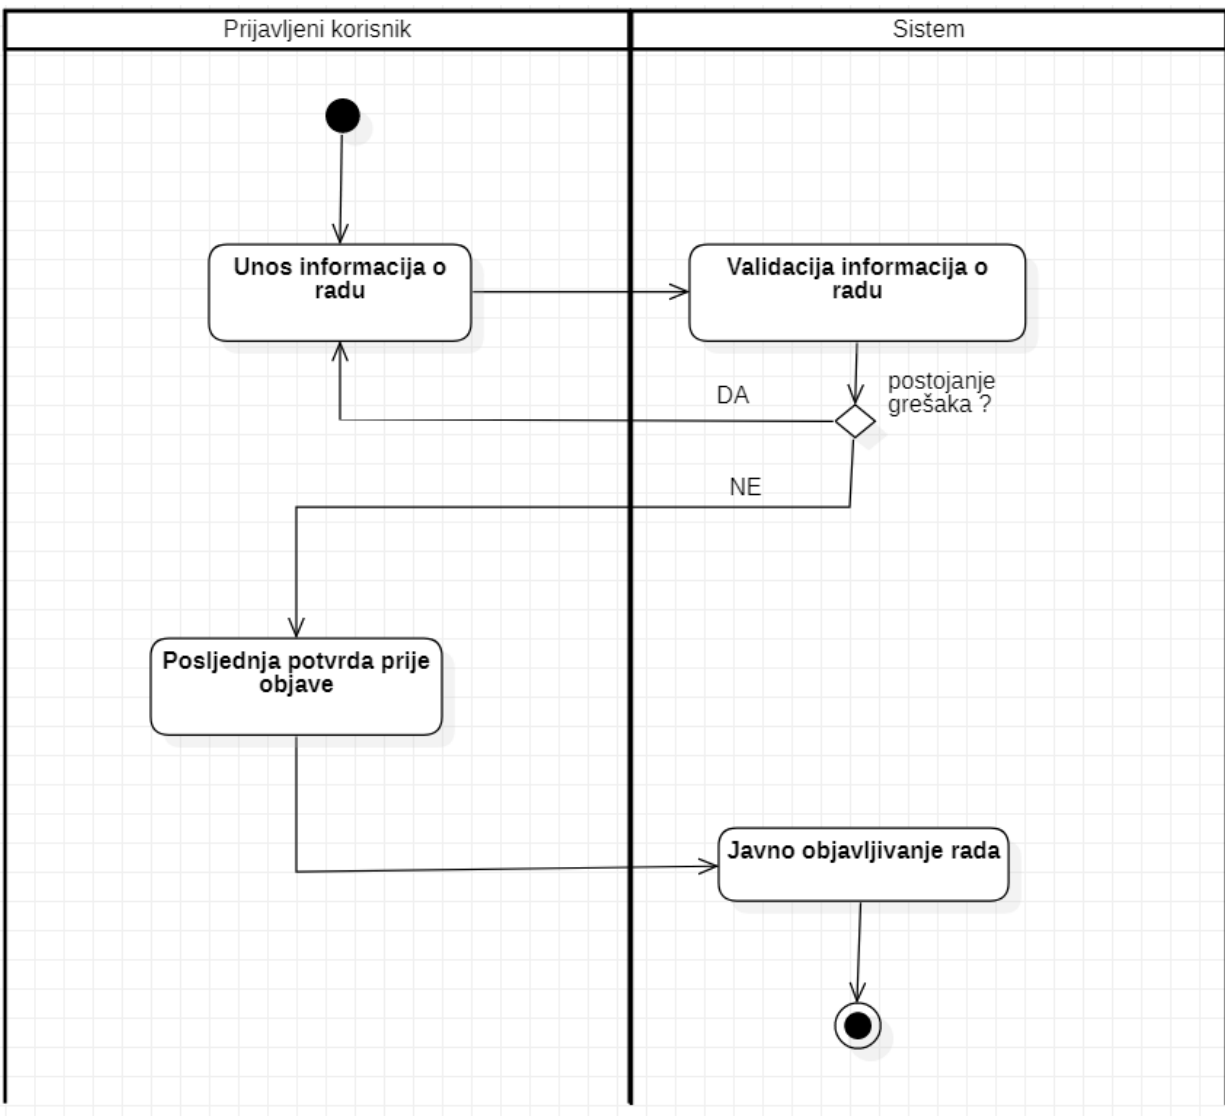 Prijavljeni korisnik
Sistem
Unos informacija o
radu
Validacija informacija o
radu
DA
postojanje
grešaka ?
NE
Posljednja potvrda prije
objave
Javno objavljivanje rada